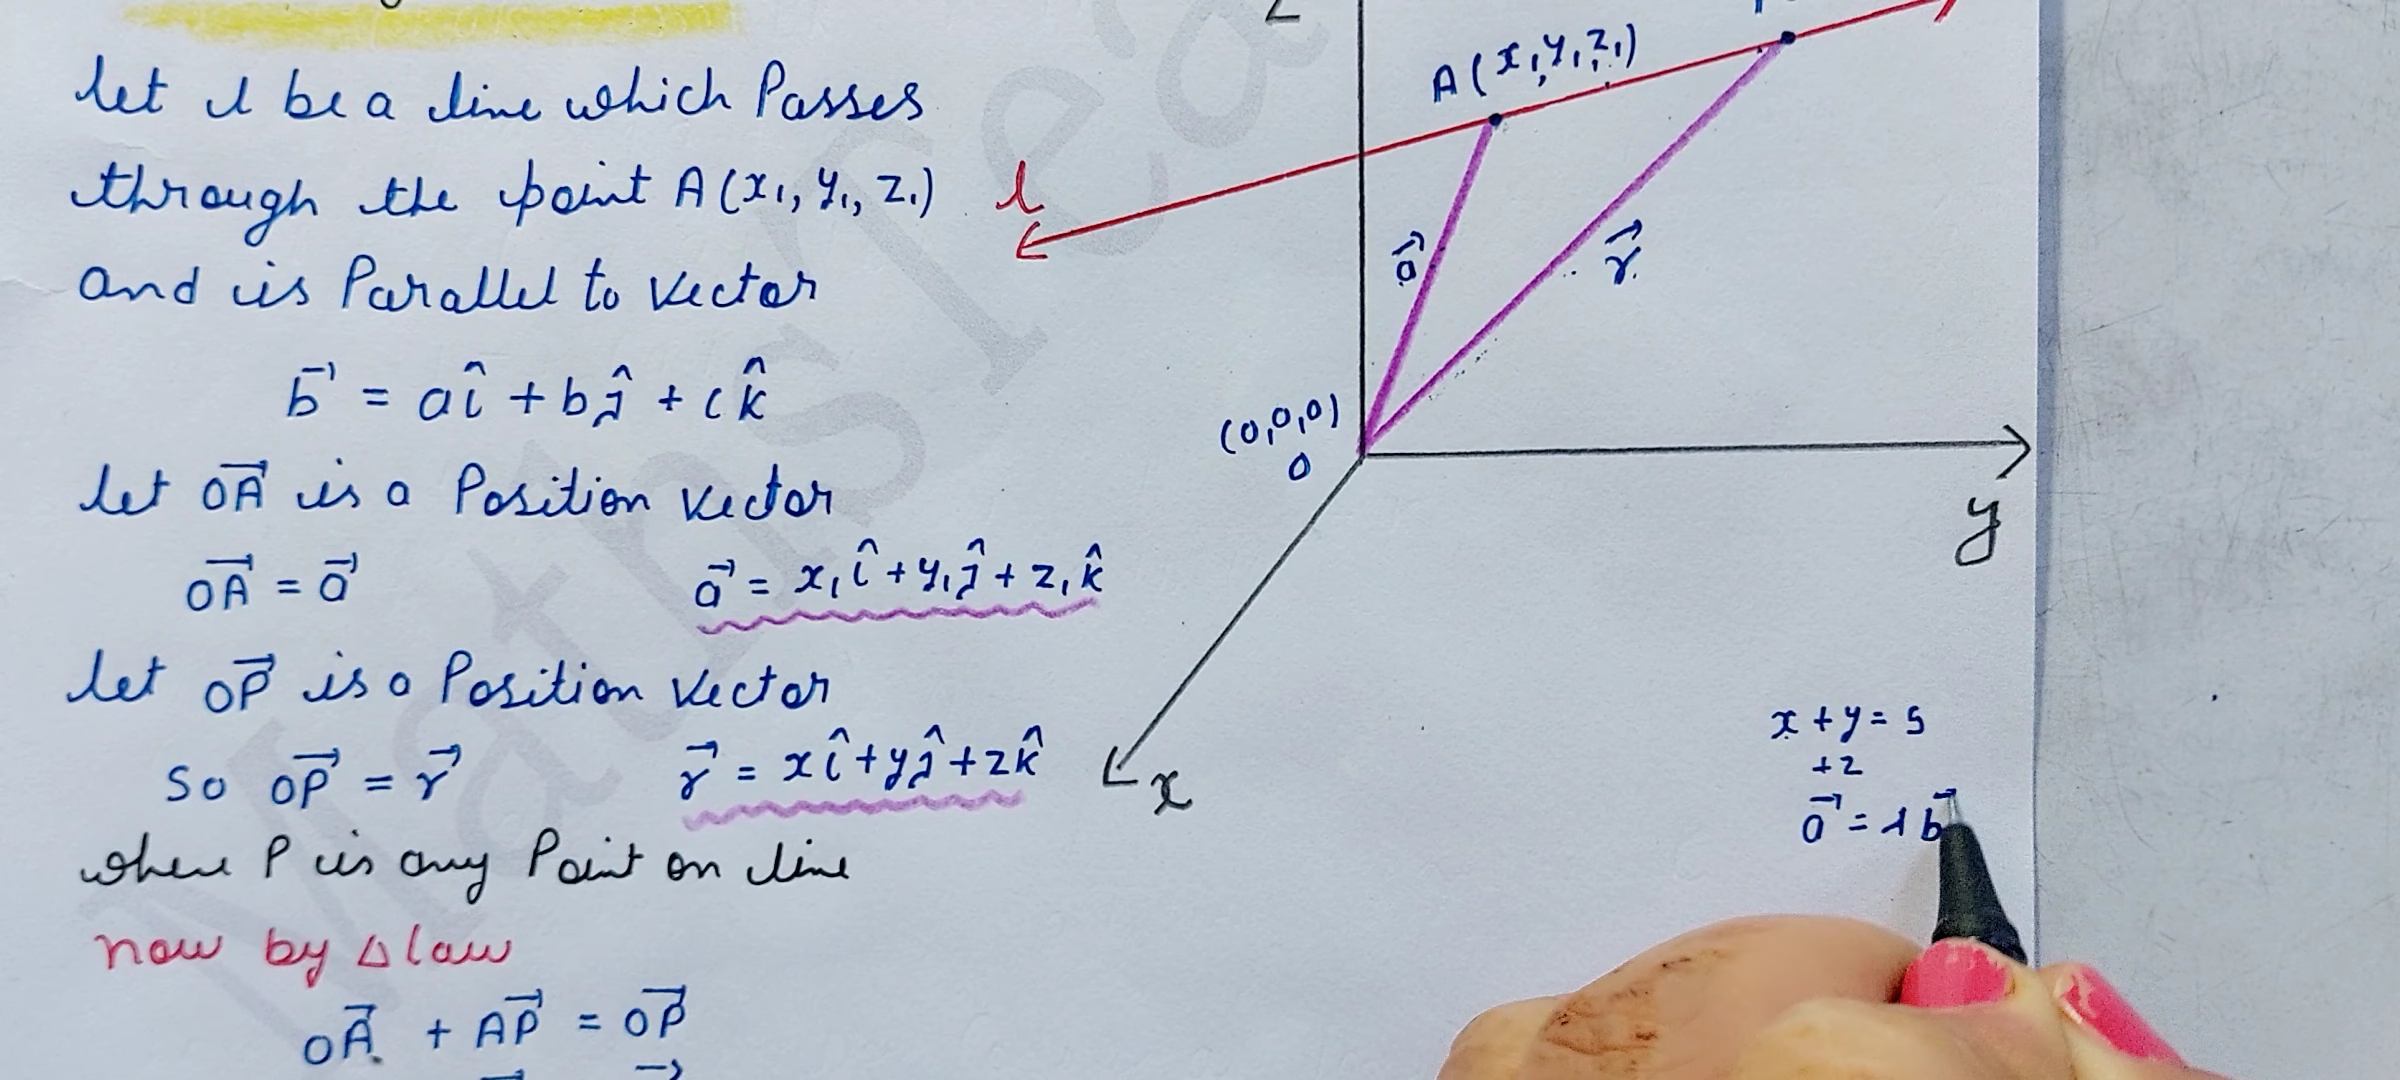 let l be a line which Passes
through the point A(x₁, y₁, z₁)
and is Parallel to vector
b⃗ = aî + bĵ + ck̂
let OA⃗ is a Position vector
OA⃗ = a⃗
a⃗ = x₁î + y₁ĵ + z₁k̂
let OP⃗ is a Position vector
So OP⃗ = r⃗
r⃗ = xî + yĵ + zk̂
where P is any Point on line
now by Δ law
OA⃗ + AP⃗ = OP⃗
A(x₁, y₁, z₁)
l
a⃗
r⃗
(0,0,0)
O
y
x
x + y = 5
+z
a⃗ = λb⃗
Maths Tea